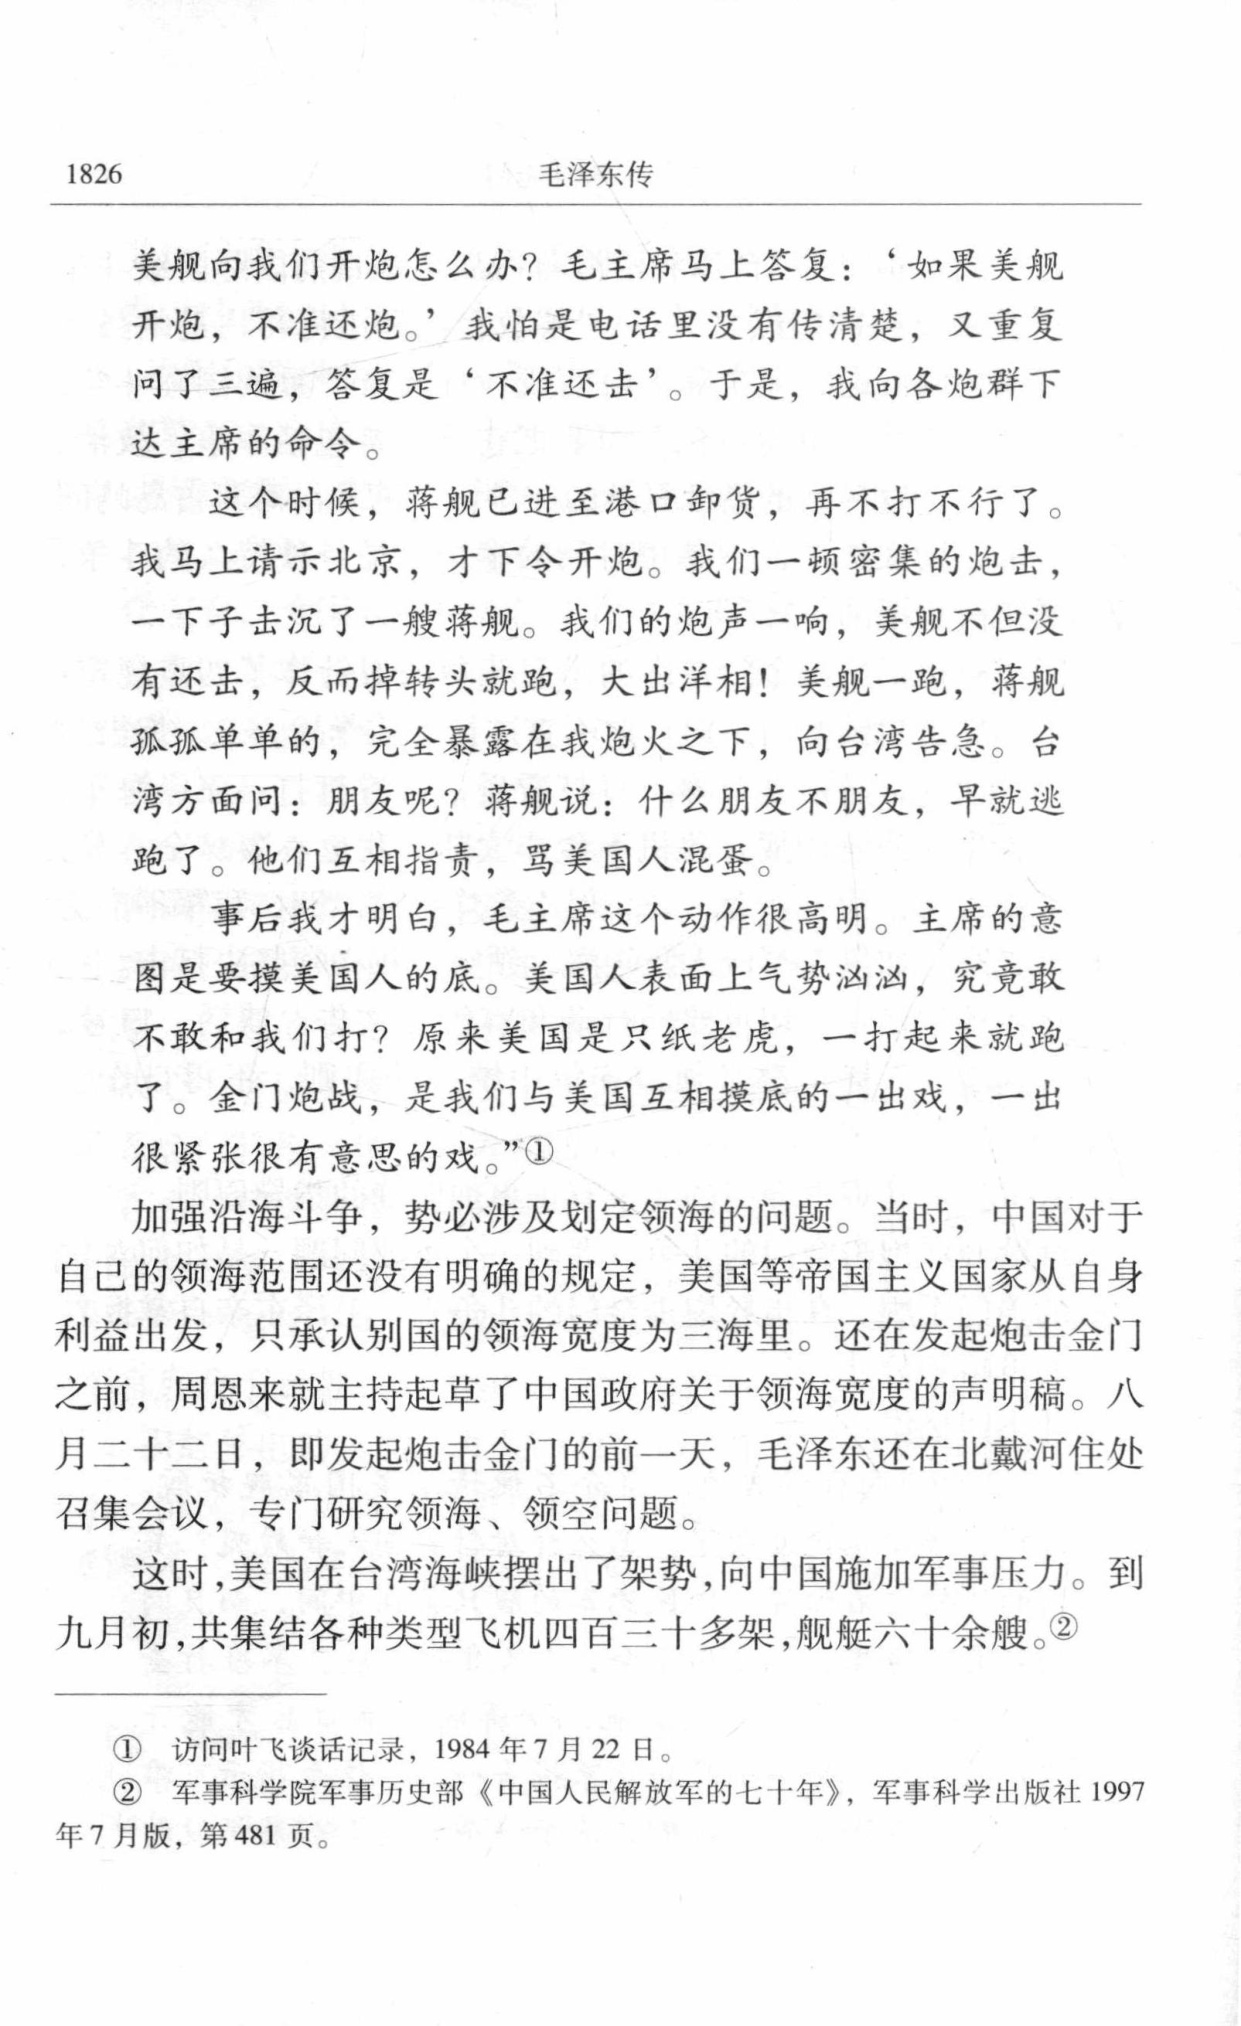 1826
毛泽东传
美舰向我们开炮怎么办？毛主席马上答复：‘如果美舰
开炮，不准还炮。’我怕是电话里没有传清楚，又重复
问了三遍，答复是‘不准还击’。于是，我向各炮群下
达主席的命令。
这个时候，蒋舰已进至港口卸货，再不打不行了。
我马上请示北京，才下令开炮。我们一顿密集的炮击，
一下子击沉了一艘蒋舰。我们的炮声一响，美舰不但没
有还击，反而掉转头就跑，大出洋相！美舰一跑，蒋舰
孤孤单单的，完全暴露在我炮火之下，向台湾告急。台
湾方面问：朋友呢？蒋舰说：什么朋友不朋友，早就逃
跑了。他们互相指责，骂美国人混蛋。
事后我才明白，毛主席这个动作很高明。主席的意
图是要摸美国人的底。美国人表面上气势汹汹，究竟敢
不敢和我们打？原来美国是只纸老虎，一打起来就跑
了。金门炮战，是我们与美国互相摸底的一出戏，一出
很紧张很有意思的戏。”①
加强沿海斗争，势必涉及划定领海的问题。当时，中国对于
自己的领海范围还没有明确的规定，美国等帝国主义国家从自身
利益出发，只承认别国的领海宽度为三海里。还在发起炮击金门
之前，周恩来就主持起草了中国政府关于领海宽度的声明稿。八
月二十二日，即发起炮击金门的前一天，毛泽东还在北戴河住处
召集会议，专门研究领海、领空问题。
这时,美国在台湾海峡摆出了架势,向中国施加军事压力。到
九月初,共集结各种类型飞机四百三十多架,舰艇六十余艘。②
① 访问叶飞谈话记录，1984年7月22日。
② 军事科学院军事历史部《中国人民解放军的七十年》，军事科学出版社1997
年7月版，第481页。